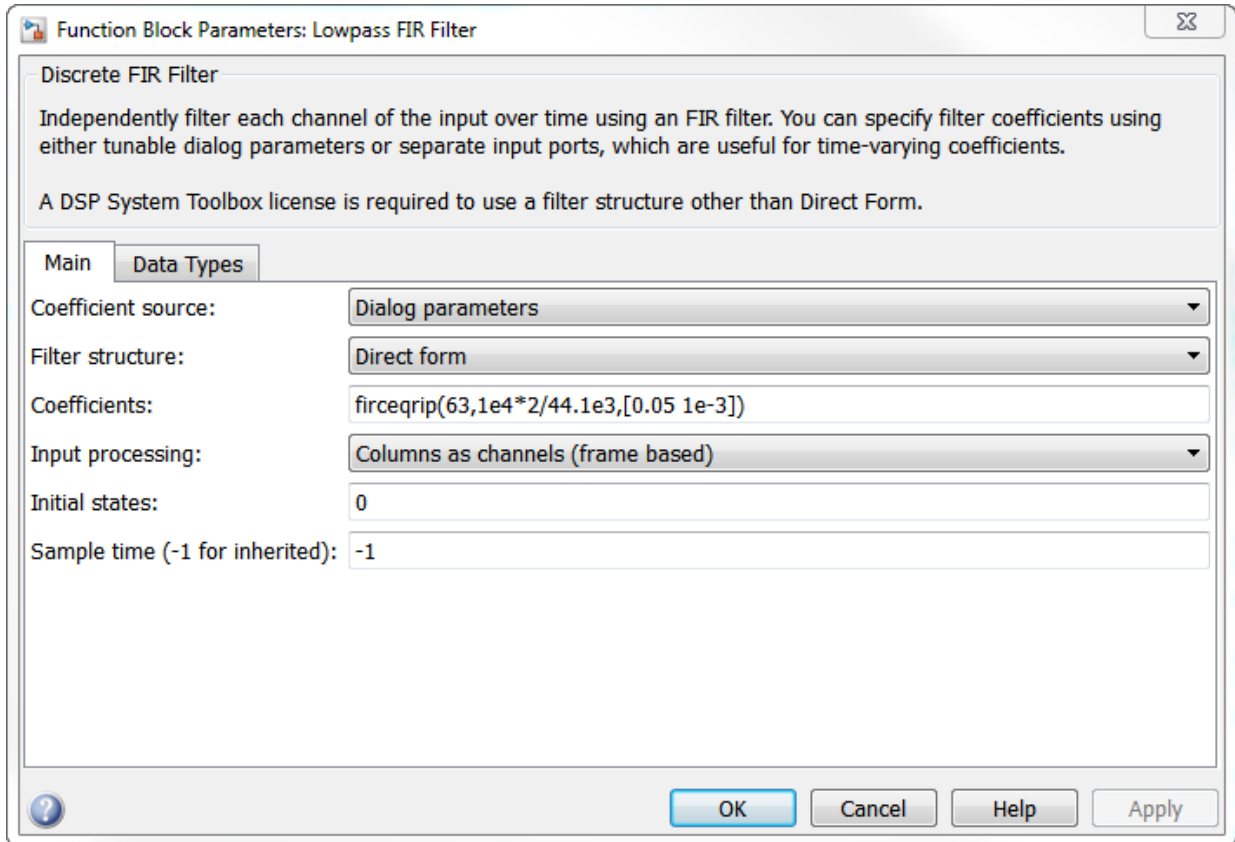 Function Block Parameters: Lowpass FIR Filter
Discrete FIR Filter
Independently filter each channel of the input over time using an FIR filter. You can specify filter coefficients using
either tunable dialog parameters or separate input ports, which are useful for time-varying coefficients.
A DSP System Toolbox license is required to use a filter structure other than Direct Form.
Main Data Types
Coefficient source: Dialog parameters
Filter structure: Direct form
Coefficients: firceqrip(63,1e4*2/44.1e3,[0.05 1e-3])
Input processing: Columns as channels (frame based)
Initial states: 0
Sample time (-1 for inherited): -1
? OK Cancel Help Apply